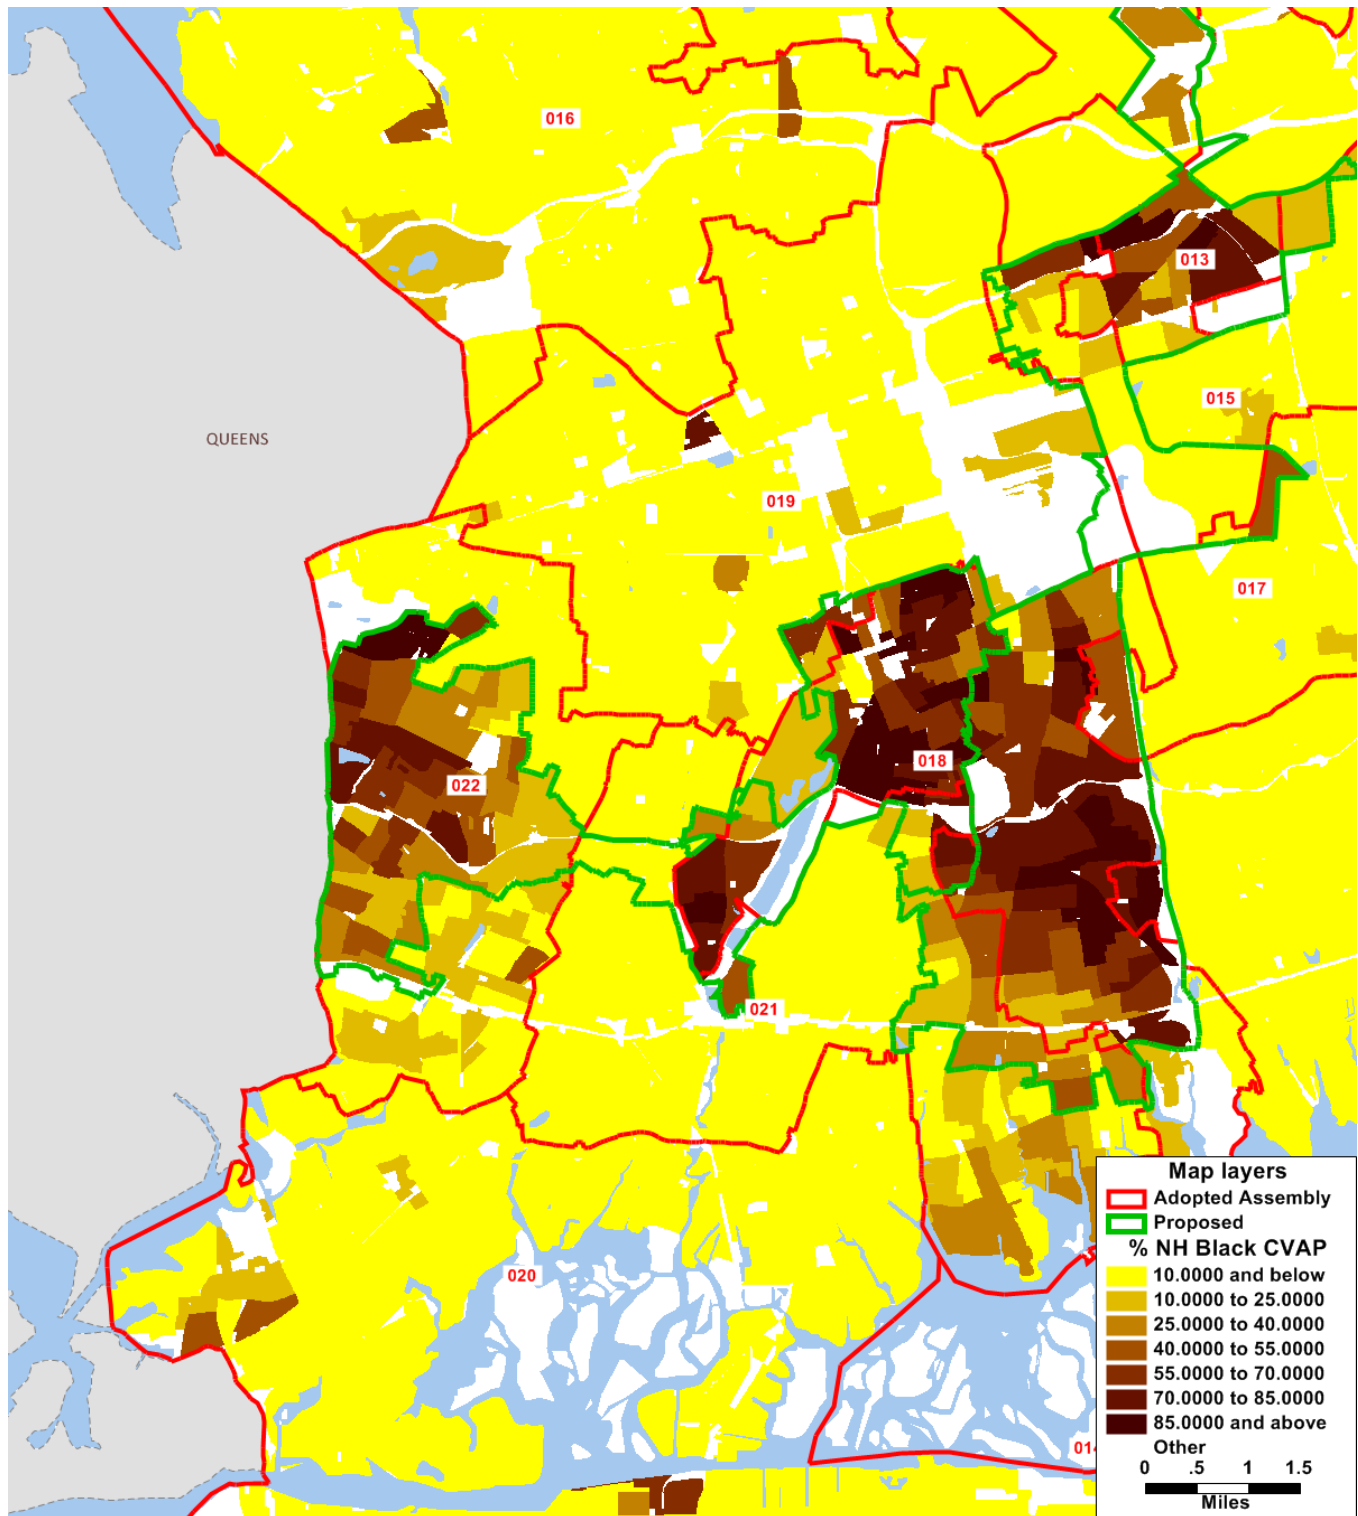 016
013
QUEENS
015
019
017
018
022
021
020
014
Map layers
Adopted Assembly
Proposed
% NH Black CVAP
10.0000 and below
10.0000 to 25.0000
25.0000 to 40.0000
40.0000 to 55.0000
55.0000 to 70.0000
70.0000 to 85.0000
85.0000 and above
Other
0 .5 1 1.5
Miles